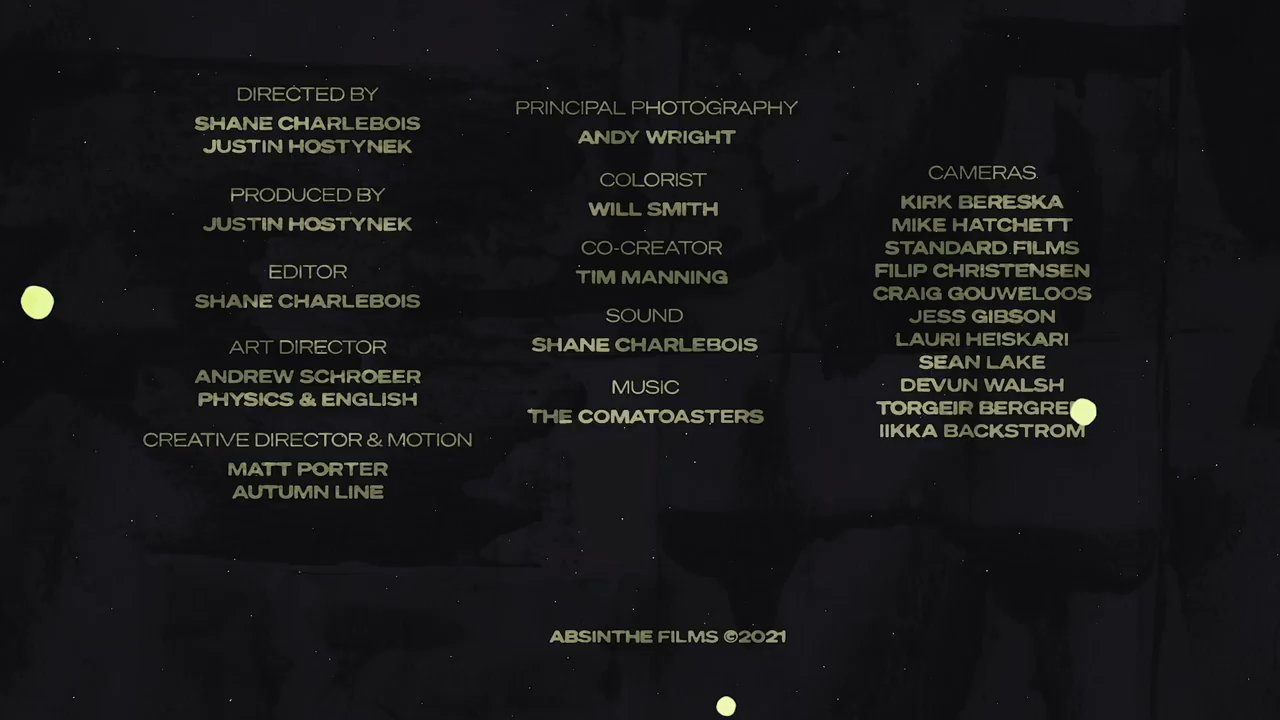 DIRECTED BY
SHANE CHARLEBOIS
JUSTIN HOSTYNEK
PRODUCED BY
JUSTIN HOSTYNEK
EDITOR
SHANE CHARLEBOIS
ART DIRECTOR
ANDREW SCHROEER
PHYSICS & ENGLISH
CREATIVE DIRECTOR & MOTION
MATT PORTER
AUTUMN LINE
PRINCIPAL PHOTOGRAPHY
ANDY WRIGHT
COLORIST
WILL SMITH
CO-CREATOR
TIM MANNING
SOUND
SHANE CHARLEBOIS
MUSIC
THE COMATOASTERS
CAMERAS
KIRK BERESKA
MIKE HATCHETT
STANDARD FILMS
FILIP CHRISTENSEN
CRAIG GOUWELOOS
JESS GIBSON
LAURI HEISKARI
SEAN LAKE
DEVUN WALSH
TORGEIR
IIKKA BACKSTROM
ABSINTHE FILMS ©2021